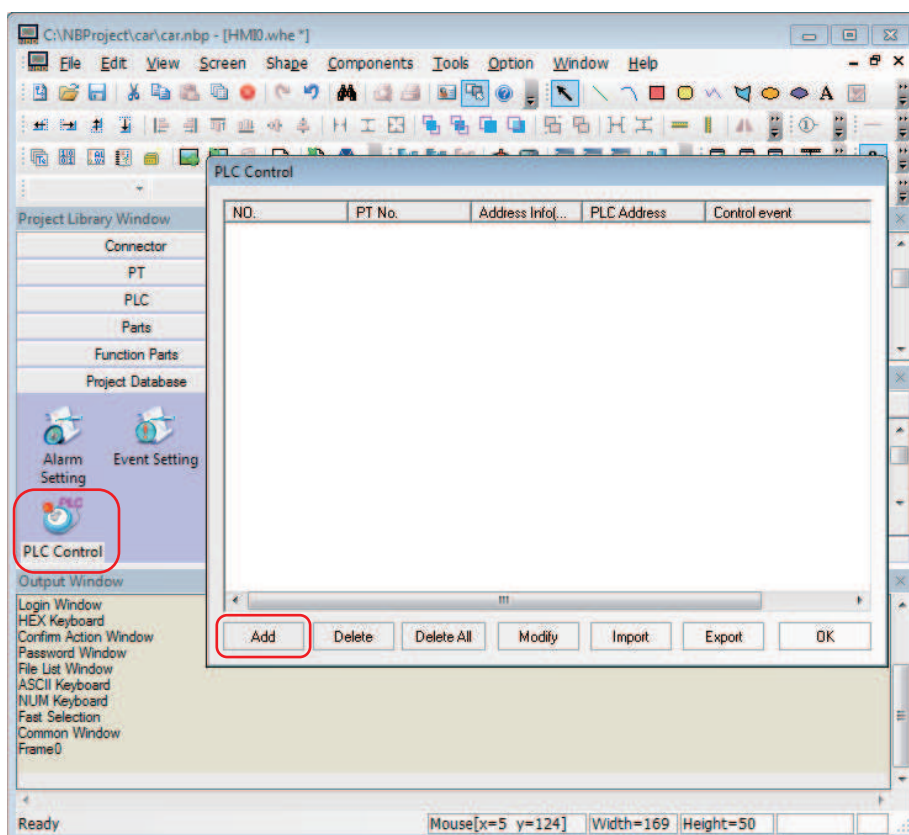 C:\NBProject\car\car.nbp - [HMI0.whe *]
File Edit View Screen Shape Components Tools Option Window Help
A
PLC Control
NO. PT No. Address Info(... PLC Address Control event
Project Library Window
Connector
PT
PLC
Parts
Function Parts
Project Database
Alarm Setting
Event Setting
PLC
PLC Control
Output Window
Login Window
HEX Keyboard
Confirm Action Window
Password Window
File List Window
ASCII Keyboard
NUM Keyboard
Fast Selection
Common Window
Frame0
Add Delete Delete All Modify Import Export OK
Ready Mouse[x=5 y=124] Width=169 Height=50